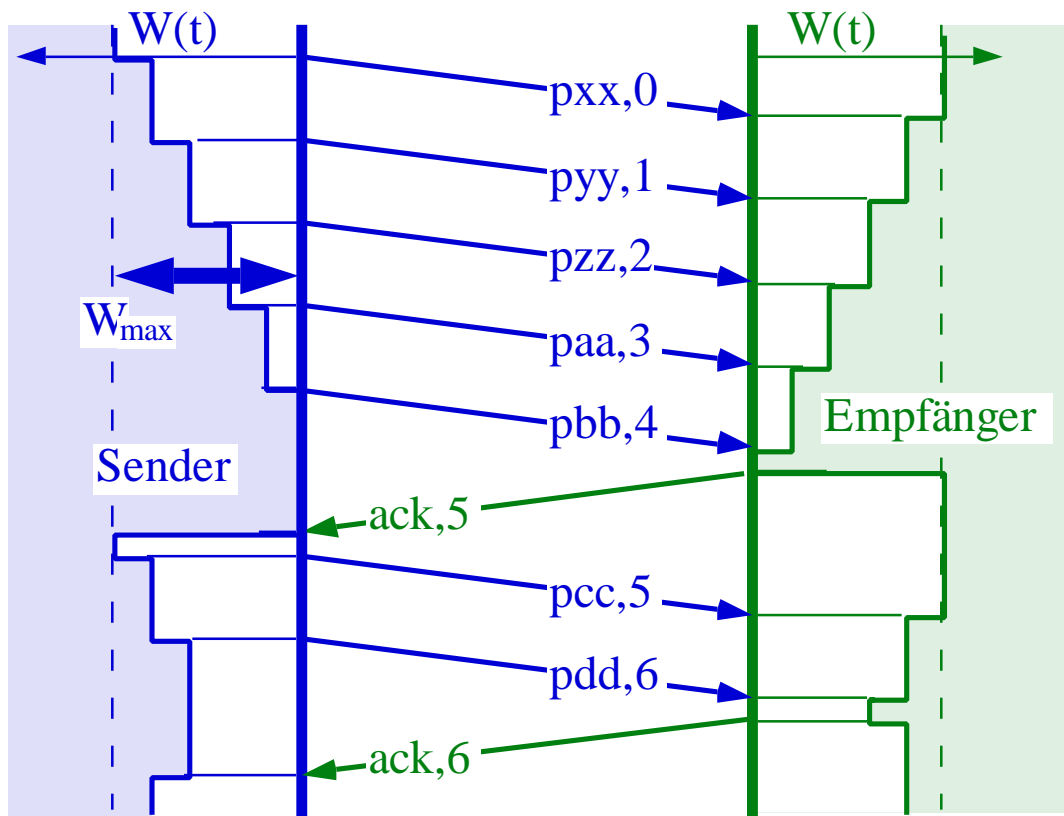 W(t)
W(t)
pxx,0
pyy,1
pzz,2
Wmax
paa,3
pbb,4
Empfänger
Sender
ack,5
pcc,5
pdd,6
ack,6